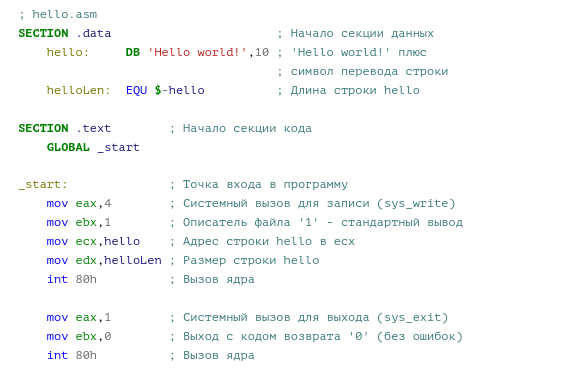 ; hello.asm
SECTION .data                       ; Начало секции данных
    hello:     DB 'Hello world!',10 ; 'Hello world!' плюс
                                    ; символ перевода строки
    helloLen:  EQU $-hello          ; Длина строки hello

SECTION .text        ; Начало секции кода
    GLOBAL _start

_start:              ; Точка входа в программу
    mov eax,4        ; Системный вызов для записи (sys_write)
    mov ebx,1        ; Описатель файла '1' - стандартный вывод
    mov ecx,hello    ; Адрес строки hello в ecx
    mov edx,helloLen ; Размер строки hello
    int 80h          ; Вызов ядра

    mov eax,1        ; Системный вызов для выхода (sys_exit)
    mov ebx,0        ; Выход с кодом возврата '0' (без ошибок)
    int 80h          ; Вызов ядра